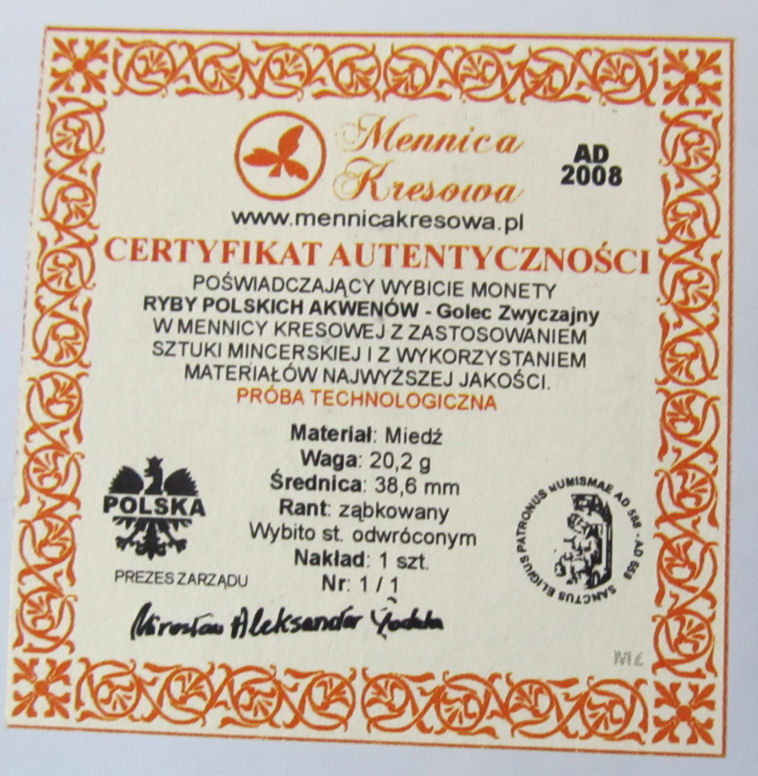 Mennica
Kresowa
AD
2008
www.mennicakresowa.pl
CERTYFIKAT AUTENTYCZNOŚCI
POŚWIADCZAJĄCY WYBICIE MONETY
RYBY POLSKICH AKWENÓW - Golec Zwyczajny
W MENNICY KRESOWEJ Z ZASTOSOWANIEM
SZTUKI MINCERSKIEJ I Z WYKORZYSTANIEM
MATERIAŁÓW NAJWYŻSZEJ JAKOŚCI.
PRÓBA TECHNOLOGICZNA
Materiał: Miedź
Waga: 20,2 g
Średnica: 38,6 mm
Rant: ząbkowany
Wybito st. odwróconym
Nakład: 1 szt.
Nr: 1 / 1
POLSKA
PREZES ZARZĄDU
Mirosław Aleksander
SANCTUS ELIGIUS PATRONUS NUMISMAE AD 588 - AD 659